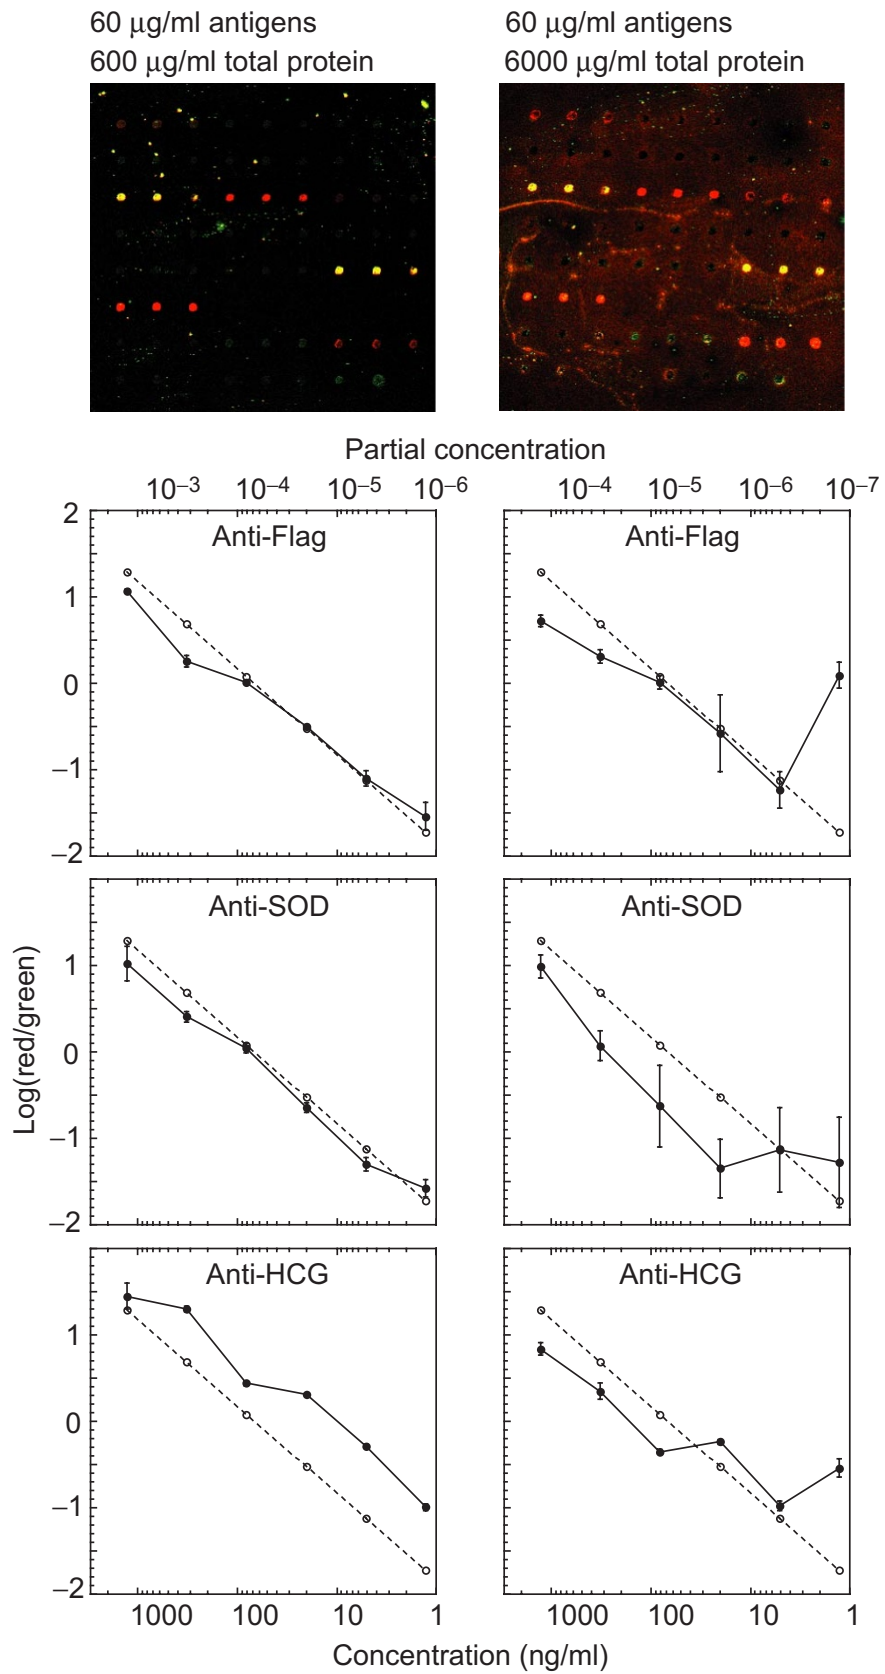 60 μg/ml antigens
600 μg/ml total protein
60 μg/ml antigens
6000 μg/ml total protein
Partial concentration
10⁻³ 10⁻⁴ 10⁻⁵ 10⁻⁶
10⁻⁴ 10⁻⁵ 10⁻⁶ 10⁻⁷
2
1
0
–1
–2
Anti-Flag
Anti-Flag
1
0
–1
–2
Anti-SOD
Anti-SOD
Log(red/green)
1
0
–1
–2
Anti-HCG
Anti-HCG
1000 100 10 1
1000 100 10 1
Concentration (ng/ml)